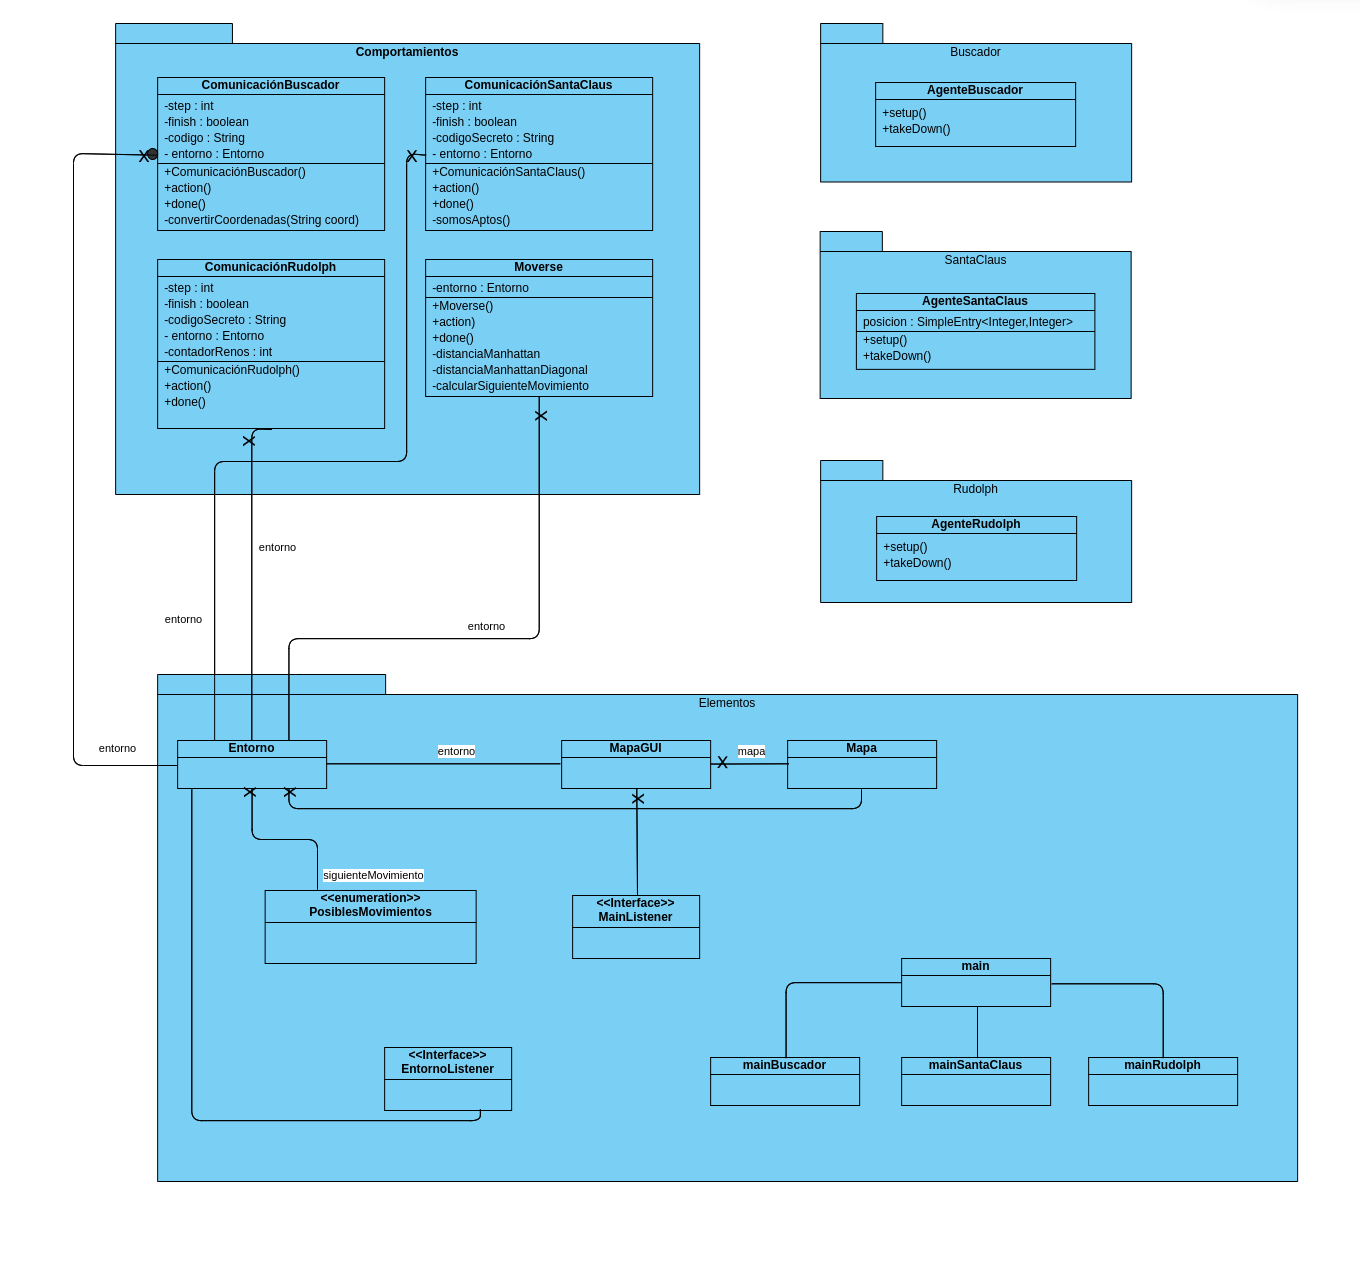 Comportamientos
ComunicaciónBuscador
-step : int
-finish : boolean
-codigo : String
- entorno : Entorno
+ComunicaciónBuscador()
+action()
+done()
-convertirCoordenadas(String coord)
ComunicaciónSantaClaus
-step : int
-finish : boolean
-codigoSecreto : String
- entorno : Entorno
+ComunicaciónSantaClaus()
+action()
+done()
-somosAptos()
ComunicaciónRudolph
-step : int
-finish : boolean
-codigoSecreto : String
- entorno : Entorno
-contadorRenos : int
+ComunicaciónRudolph()
+action()
+done()
Moverse
-entorno : Entorno
+Moverse()
+action)
+done()
-distanciaManhattan
-distanciaManhattanDiagonal
-calcularSiguienteMovimiento
Buscador
AgenteBuscador
+setup()
+takeDown()
SantaClaus
AgenteSantaClaus
posicion : SimpleEntry<Integer,Integer>
+setup()
+takeDown()
Rudolph
AgenteRudolph
+setup()
+takeDown()
entorno
entorno
entorno
entorno
Elementos
Entorno
entorno
MapaGUI
mapa
Mapa
siguienteMovimiento
<<enumeration>>
PosiblesMovimientos
<<Interface>>
MainListener
<<Interface>>
EntornoListener
main
mainBuscador
mainSantaClaus
mainRudolph